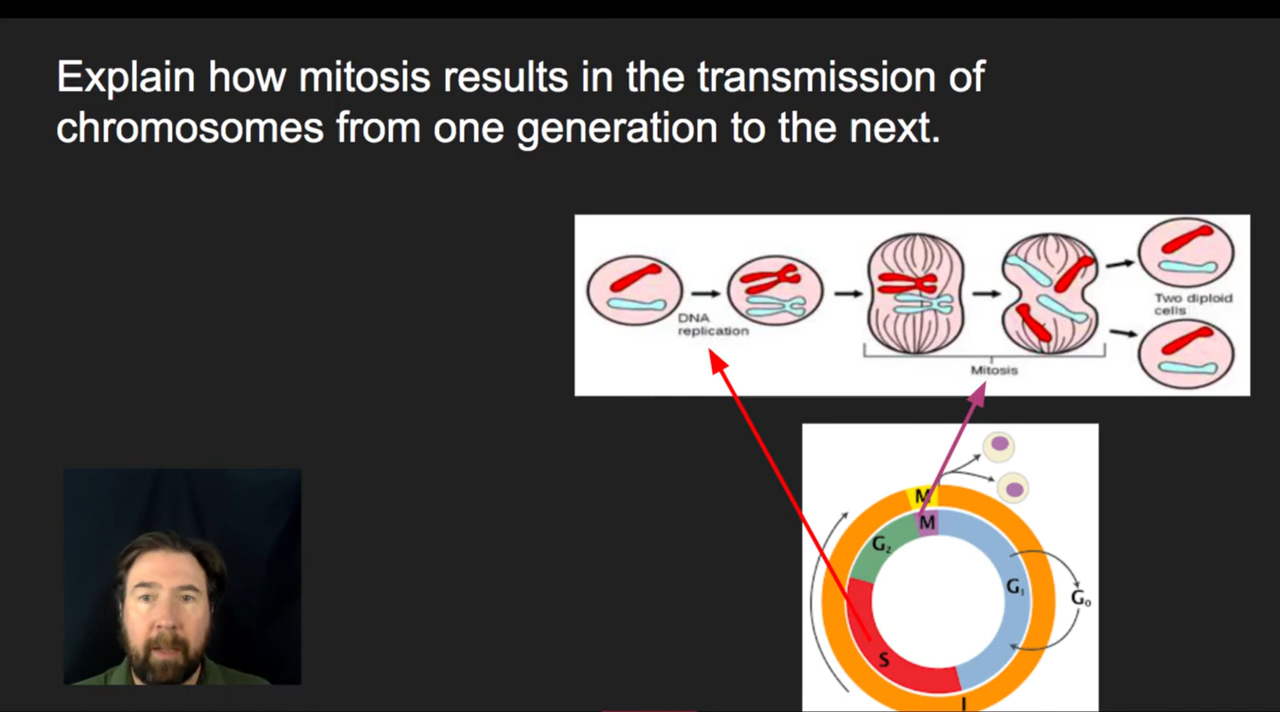 Explain how mitosis results in the transmission of
chromosomes from one generation to the next.
DNA
replication
Mitosis
Two diploid
cells
M
M
G₂
G₁
G₀
S
I